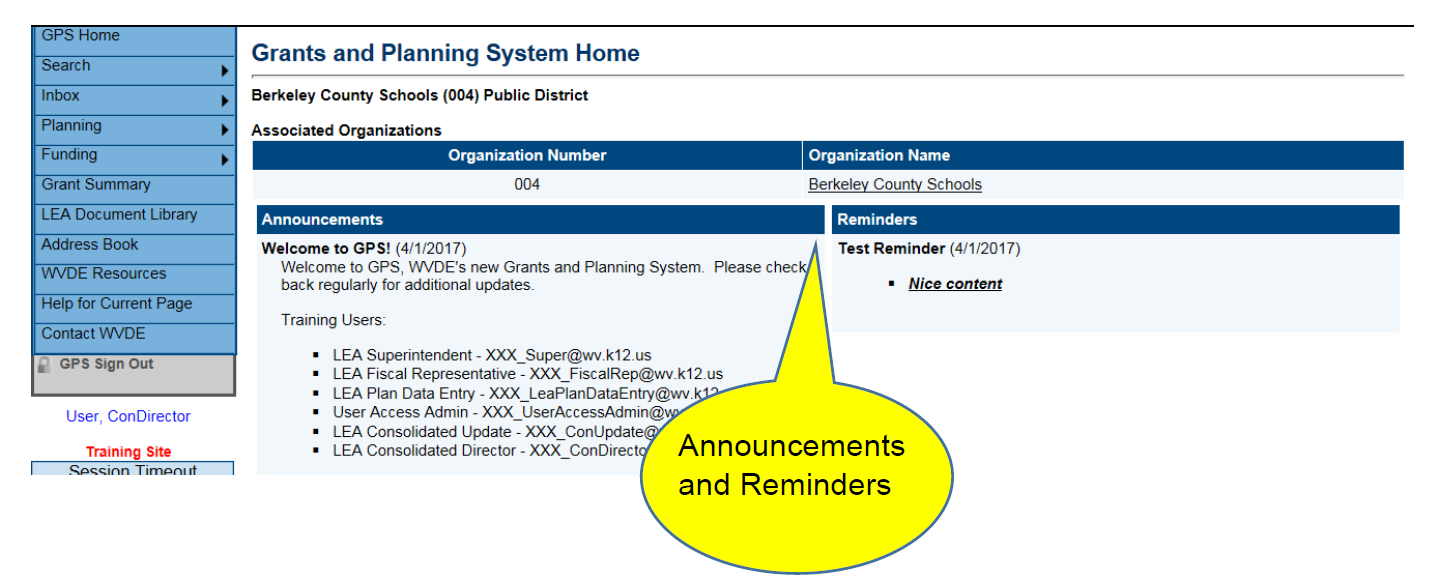 GPS Home
Search
Inbox
Planning
Funding
Grant Summary
LEA Document Library
Address Book
WVDE Resources
Help for Current Page
Contact WVDE
GPS Sign Out
User, ConDirector
Training Site
Session Timeout
Grants and Planning System Home
Berkeley County Schools (004) Public District
Associated Organizations
Organization Number Organization Name
004 Berkeley County Schools
Announcements
Welcome to GPS! (4/1/2017)
Welcome to GPS, WVDE's new Grants and Planning System. Please check
back regularly for additional updates.
Training Users:
▪ LEA Superintendent - XXX_Super@wv.k12.us
▪ LEA Fiscal Representative - XXX_FiscalRep@wv.k12.us
▪ LEA Plan Data Entry - XXX_LeaPlanDataEntry@wv.k12
▪ User Access Admin - XXX_UserAccessAdmin@w
▪ LEA Consolidated Update - XXX_ConUpdate@
▪ LEA Consolidated Director - XXX_ConDirecto
Reminders
Test Reminder (4/1/2017)
▪ Nice content
Announcements
and Reminders